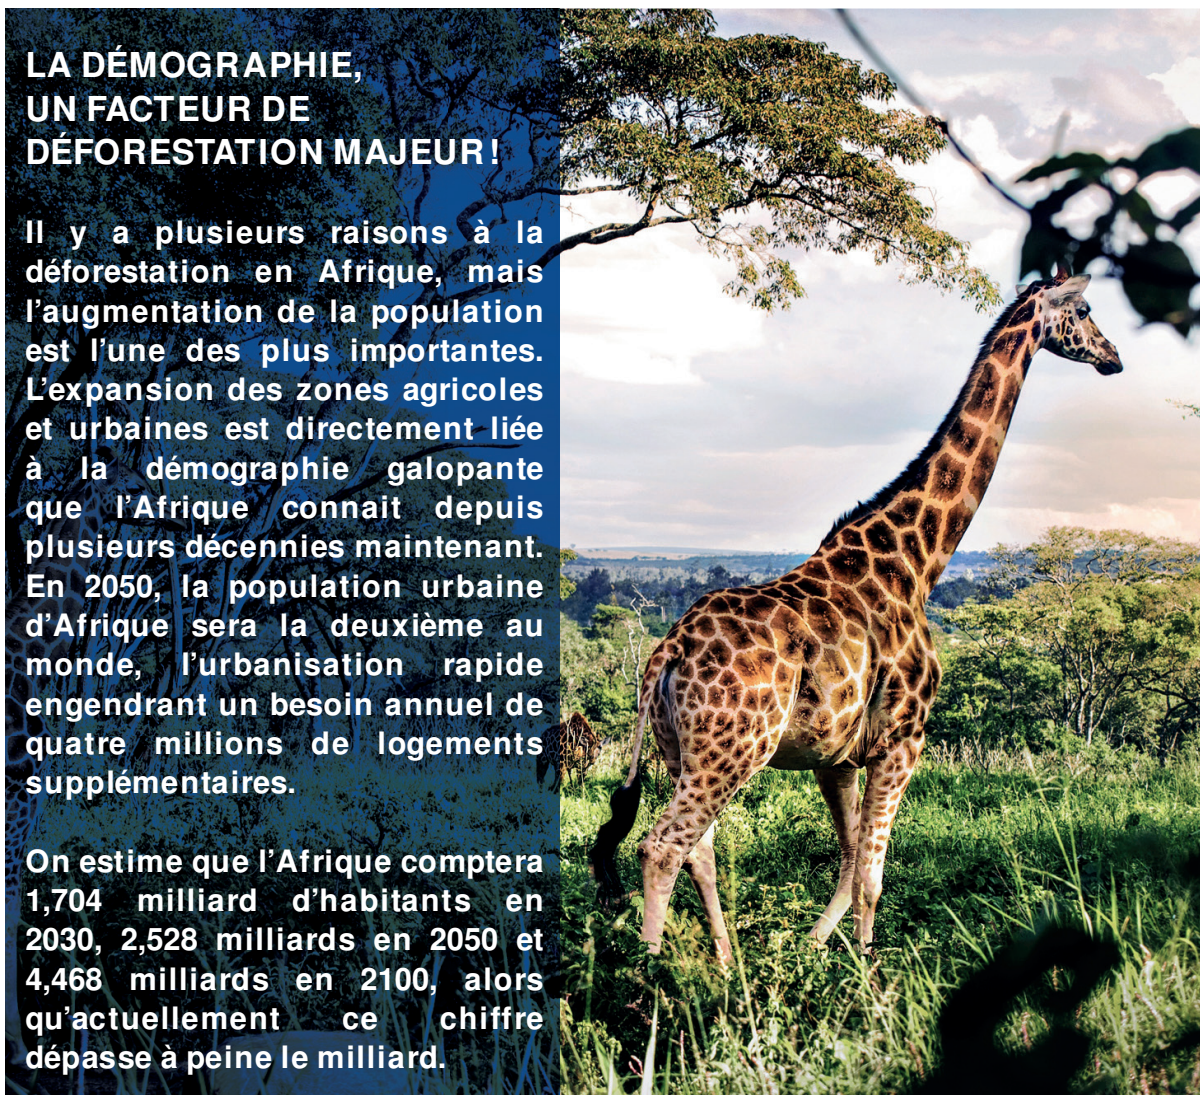 LA DÉMOGRAPHIE,
UN FACTEUR DE
DÉFORESTATION MAJEUR!
Il y a plusieurs raisons à la
déforestation en Afrique, mais
l’augmentation de la population
est l’une des plus importantes.
L’expansion des zones agricoles
et urbaines est directement liée
à la démographie galopante
que l’Afrique connait depuis
plusieurs décennies maintenant.
En 2050, la population urbaine
d’Afrique sera la deuxième au
monde, l’urbanisation rapide
engendrant un besoin annuel de
quatre millions de logements
supplémentaires.
On estime que l’Afrique comptera
1,704 milliard d’habitants en
2030, 2,528 milliards en 2050 et
4,468 milliards en 2100, alors
qu’actuellement ce chiffre
dépasse à peine le milliard.